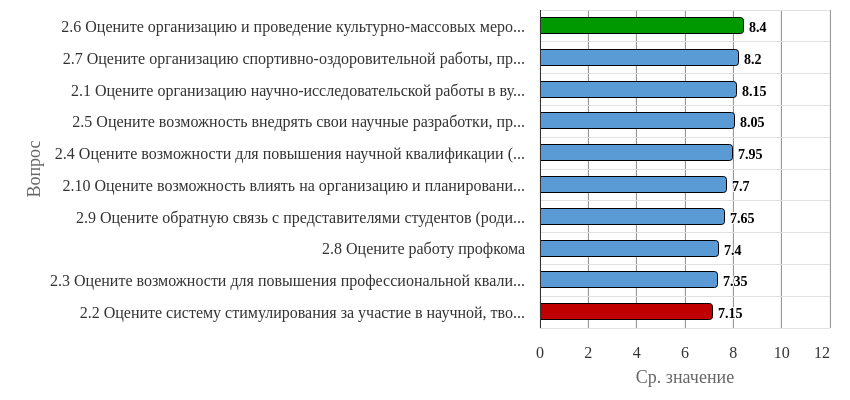 2.6 Оцените организацию и проведение культурно-массовых меро... 8.4
2.7 Оцените организацию спортивно-оздоровительной работы, пр... 8.2
2.1 Оцените организацию научно-исследовательской работы в ву... 8.15
2.5 Оцените возможность внедрять свои научные разработки, пр... 8.05
2.4 Оцените возможности для повышения научной квалификации (... 7.95
2.10 Оцените возможность влиять на организацию и планировани... 7.7
2.9 Оцените обратную связь с представителями студентов (роди... 7.65
2.8 Оцените работу профкома 7.4
2.3 Оцените возможности для повышения профессиональной квали... 7.35
2.2 Оцените систему стимулирования за участие в научной, тво... 7.15
Вопрос
0 2 4 6 8 10 12
Ср. значение